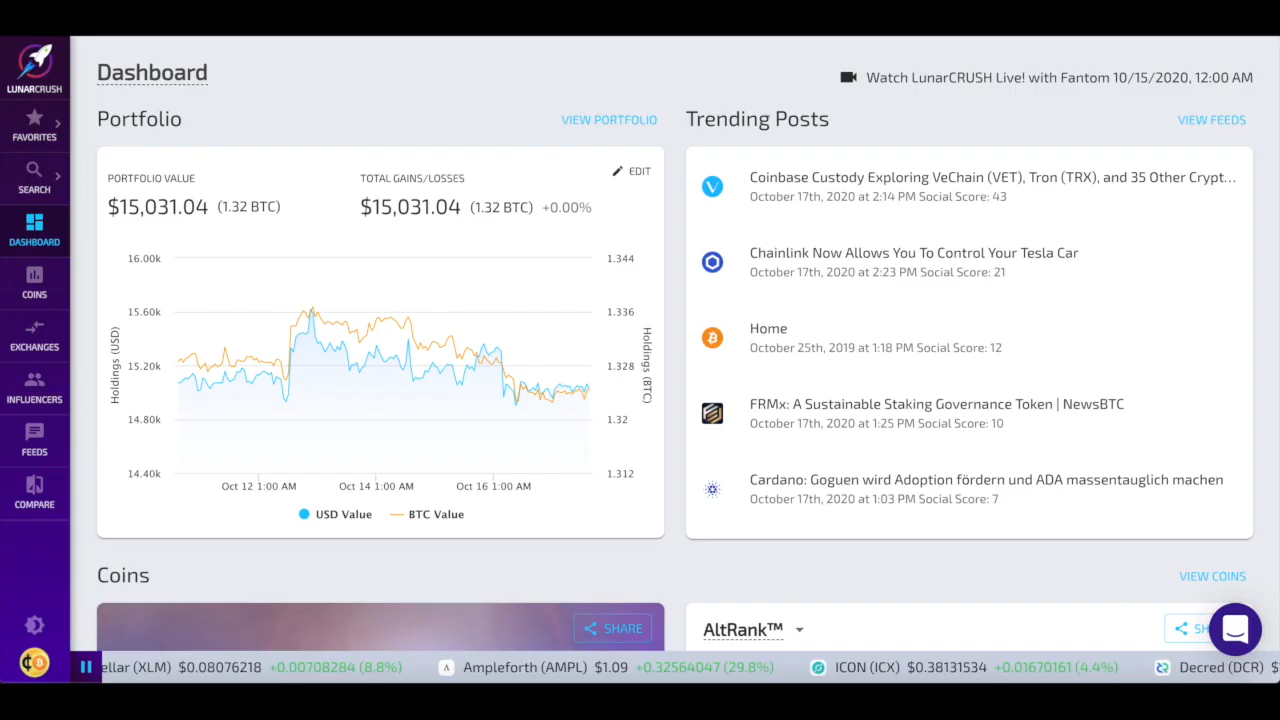 LUNARCRUSH
FAVORITES
SEARCH
DASHBOARD
COINS
EXCHANGES
INFLUENCERS
FEEDS
COMPARE
Dashboard
Watch LunarCRUSH Live! with Fantom 10/15/2020, 12:00 AM
Portfolio
VIEW PORTFOLIO
EDIT
PORTFOLIO VALUE
TOTAL GAINS/LOSSES
$15,031.04 (1.32 BTC)
$15,031.04 (1.32 BTC) +0.00%
16.00k
15.60k
15.20k
14.80k
14.40k
Holdings (USD)
1.344
1.336
1.328
1.32
1.312
Holdings (BTC)
Oct 12 1:00 AM
Oct 14 1:00 AM
Oct 16 1:00 AM
USD Value
BTC Value
Trending Posts
VIEW FEEDS
Coinbase Custody Exploring VeChain (VET), Tron (TRX), and 35 Other Crypt...
October 17th, 2020 at 2:14 PM Social Score: 43
Chainlink Now Allows You To Control Your Tesla Car
October 17th, 2020 at 2:23 PM Social Score: 21
Home
October 25th, 2019 at 1:18 PM Social Score: 12
FRMx: A Sustainable Staking Governance Token | NewsBTC
October 17th, 2020 at 1:25 PM Social Score: 10
Cardano: Goguen wird Adoption fördern und ADA massentauglich machen
October 17th, 2020 at 1:03 PM Social Score: 7
Coins
VIEW COINS
SHARE
AltRank™
SH
ellar (XLM) $0.08076218 +0.00708284 (8.8%)
Ampleforth (AMPL) $1.09 +0.32564047 (29.8%)
ICON (ICX) $0.38131534 +0.01670161 (4.4%)
Decred (DCR) $